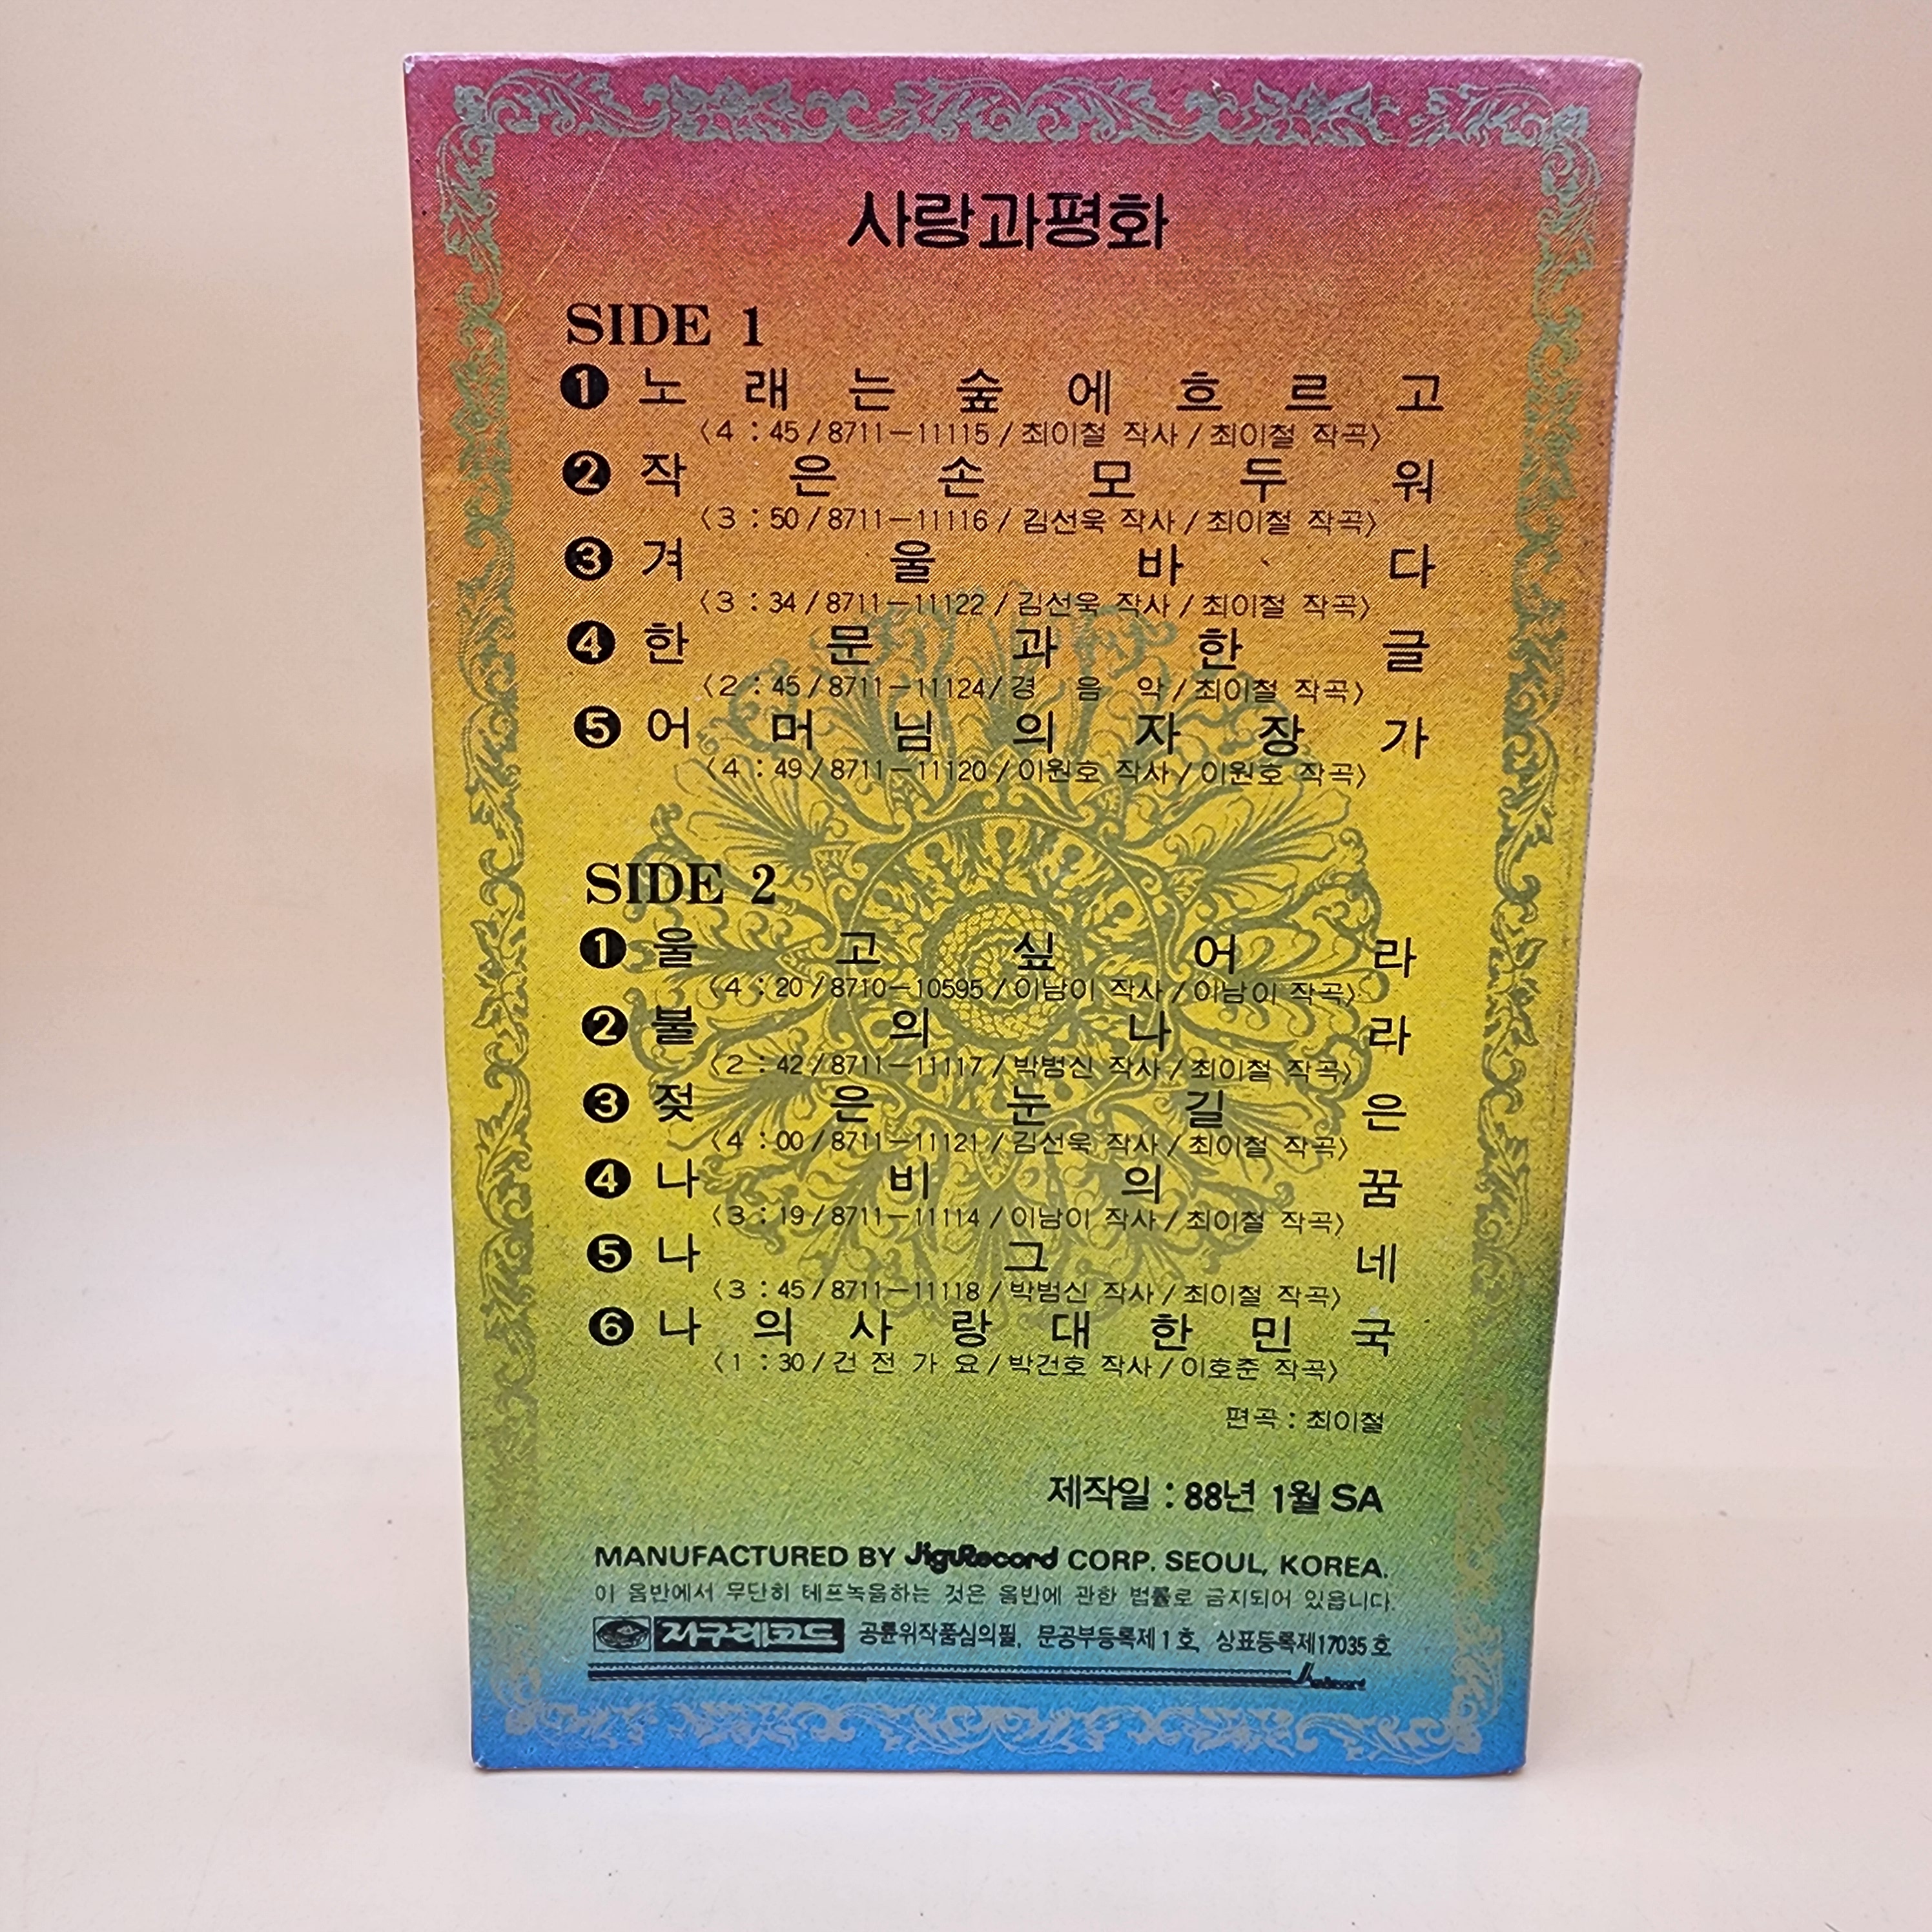 사랑과평화
SIDE 1
❶ 노래는숲에흐르고
〈4:45/8711-11115/최이철 작사/최이철 작곡〉
❷ 작은손모두워
〈3:50/8711-11116/김선욱 작사/최이철 작곡〉
❸ 겨울바다
〈3:34/8711-11122/김선욱 작사/최이철 작곡〉
❹ 한문과한글
〈2:45/8711-11124/경음악/최이철 작곡〉
❺ 어머님의자장가
〈4:49/8711-11120/이원호 작사/이원호 작곡〉
SIDE 2
❶ 울고싶어라
〈4:20/8710-10595/이남이 작사/이남이 작곡〉
❷ 불의나라
〈2:42/8711-11117/박범신 작사/최이철 작곡〉
❸ 젖은눈길은
〈4:00/8711-11121/김선욱 작사/최이철 작곡〉
❹ 나비의꿈
〈3:19/8711-11114/이남이 작사/최이철 작곡〉
❺ 나그네
〈3:45/8711-11118/박범신 작사/최이철 작곡〉
❻ 나의사랑대한민국
〈1:30/건전가요/박건호 작사/이호준 작곡〉
편곡:최이철
제작일:88년 1월 SA
MANUFACTURED BY JiguRecord CORP. SEOUL, KOREA.
이 음반에서 무단히 테프녹음하는 것은 음반에 관한 법률로 금지되어 있읍니다.
지구레코드 공륜위작품심의필, 문공부등록제1호, 상표등록제17035호